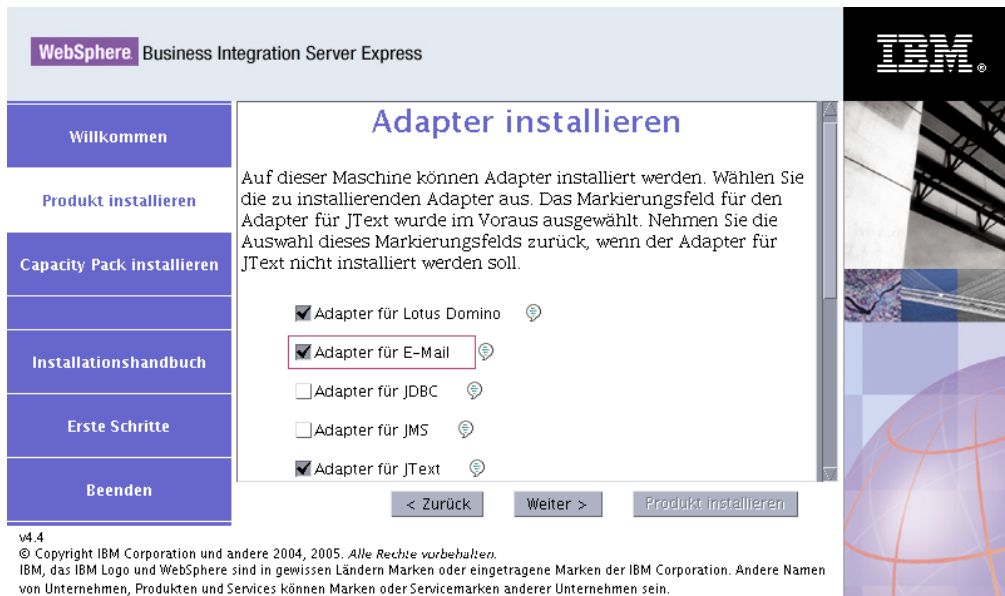 WebSphere. Business Integration Server Express
IBM®
Willkommen
Produkt installieren
Capacity Pack installieren
Installationshandbuch
Erste Schritte
Beenden
Adapter installieren
Auf dieser Maschine können Adapter installiert werden. Wählen Sie
die zu installierenden Adapter aus. Das Markierungsfeld für den
Adapter für JText wurde im Voraus ausgewählt. Nehmen Sie die
Auswahl dieses Markierungsfelds zurück, wenn der Adapter für
JText nicht installiert werden soll.
Adapter für Lotus Domino
Adapter für E-Mail
Adapter für JDBC
Adapter für JMS
Adapter für JText
< Zurück
Weiter >
Produkt installieren
v4.4
© Copyright IBM Corporation und andere 2004, 2005. Alle Rechte vorbehalten.
IBM, das IBM Logo und WebSphere sind in gewissen Ländern Marken oder eingetragene Marken der IBM Corporation. Andere Namen
von Unternehmen, Produkten und Services können Marken oder Servicemarken anderer Unternehmen sein.